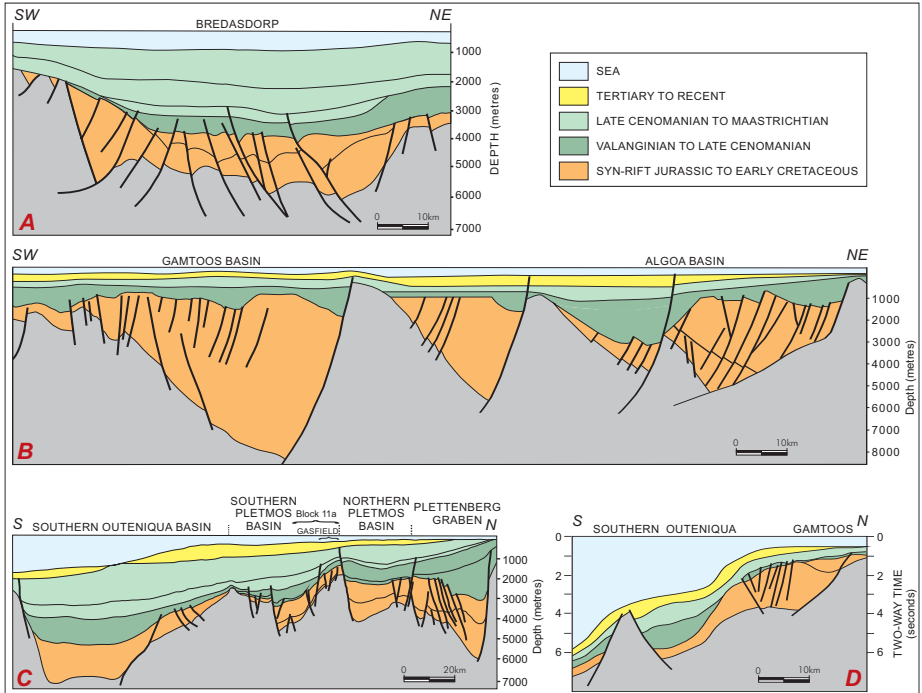 SW
BREDASDORP
NE
1000
2000
3000
4000
5000
6000
7000
DEPTH (metres)
0 10km
A
SEA
TERTIARY TO RECENT
LATE CENOMANIAN TO MAASTRICHTIAN
VALANGINIAN TO LATE CENOMANIAN
SYN-RIFT JURASSIC TO EARLY CRETACEOUS
SW
GAMTOOS BASIN
ALGOA BASIN
NE
1000
2000
3000
4000
5000
6000
7000
8000
Depth (metres)
0 10km
B
S
SOUTHERN OUTENIQUA BASIN
SOUTHERN
PLETMOS
BASIN
Block 11a
GASFIELD
NORTHERN
PLETMOS
BASIN
PLETTENBERG
GRABEN
N
1000
2000
3000
4000
5000
6000
7000
Depth (metres)
0 20km
C
S
SOUTHERN OUTENIQUA
GAMTOOS
N
0
2
4
6
0
2
4
6
TWO-WAY TIME
(seconds)
0 10km
D